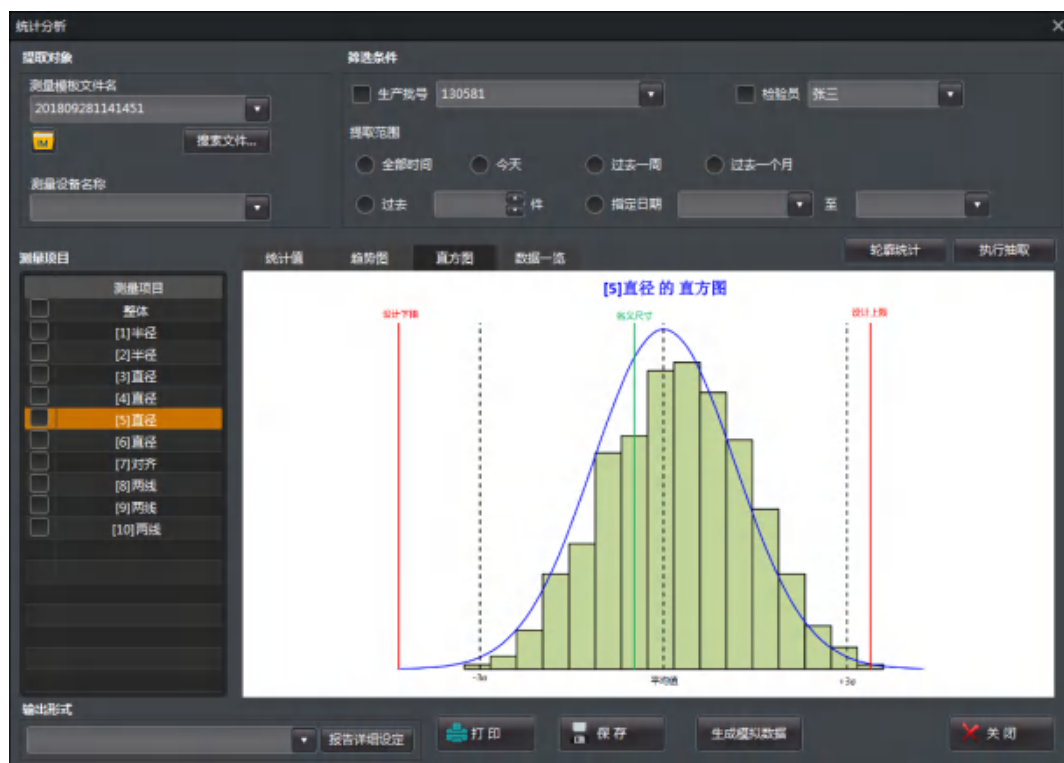 统计分析
提取对象
筛选条件
测量模板文件名
201809281141451
生产批号 130581
检验员 张三
IM
搜索文件...
提取范围
全部时间 今天 过去一周 过去一个月
测量设备名称
过去 件 指定日期 至
测量项目
统计值 趋势图 直方图 数据一览
轮廓统计 执行抽取
测量项目
整体
[1]半径
[2]半径
[3]直径
[4]直径
[5]直径
[6]直径
[7]对齐
[8]两线
[9]两线
[10]两线
[5]直径 的 直方图
设计下限 名义尺寸 设计上限
-3σ 平均值 +3σ
输出形式
报告详细设定
打印
保存
生成模拟数据
关闭